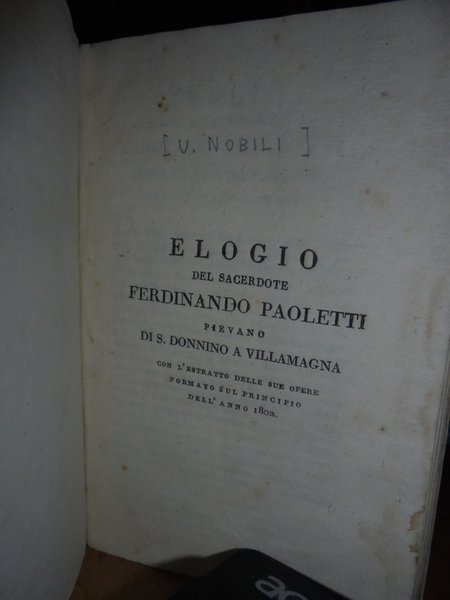 [ U. NOBILI ]
ELOGIO
DEL SACERDOTE
FERDINANDO PAOLETTI
PIEVANO
DI S. DONNINO A VILLAMAGNA
CON L'ESTRATTO DELLE SUE OPERE
FORMATO SUL PRINCIPIO
DELL'ANNO 1802.